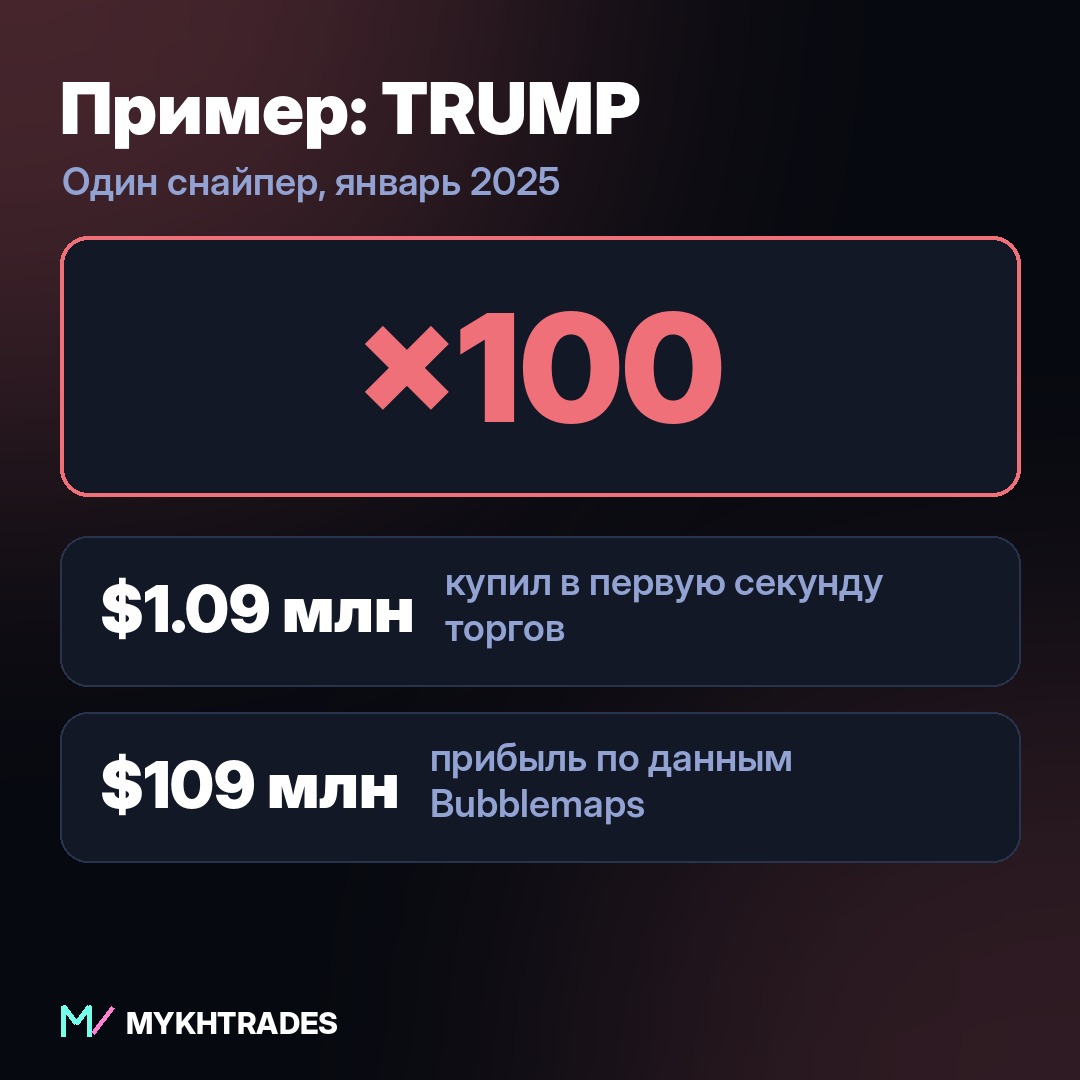 Пример: TRUMP
Один снайпер, январь 2025
×100
$1.09 млн
купил в первую секунду
торгов
$109 млн
прибыль по данным
Bubblemaps
MYKHTRADES